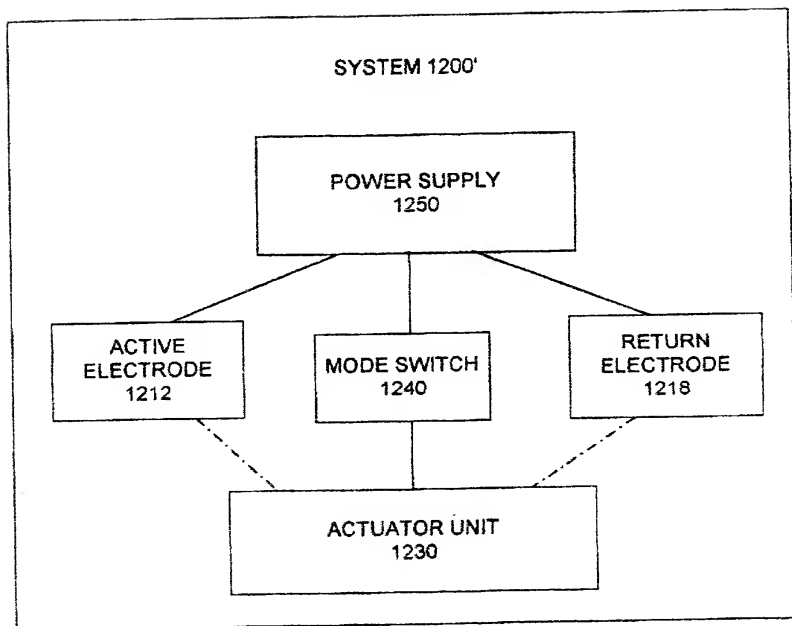 SYSTEM 1200'
POWER SUPPLY
1250
ACTIVE
ELECTRODE
1212
MODE SWITCH
1240
RETURN
ELECTRODE
1218
ACTUATOR UNIT
1230